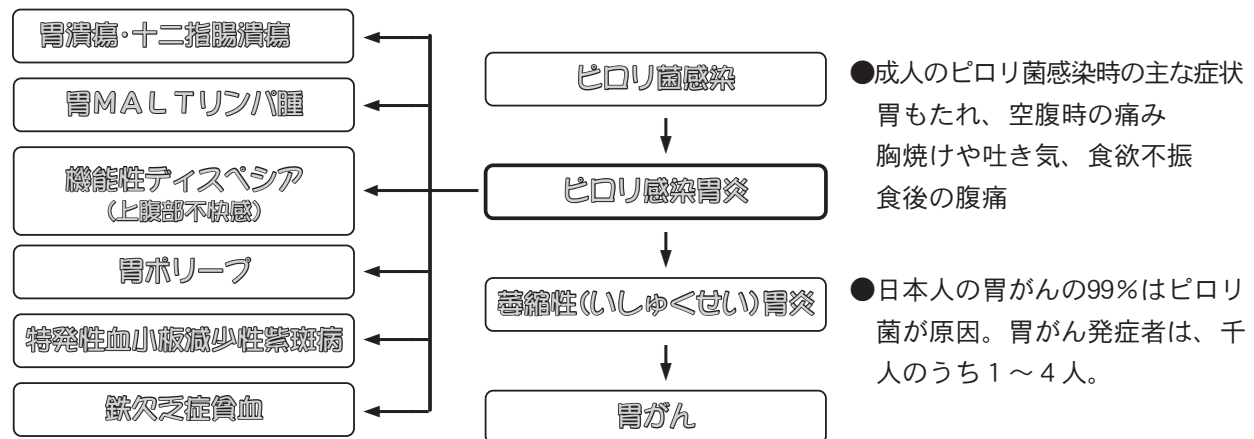 胃潰瘍･十二指腸潰瘍
胃MALTリンパ腫
機能性ディスペシア
(上腹部不快感)
胃ポリープ
特発性血小板減少性紫斑病
鉄欠乏症貧血
ピロリ菌感染
ピロリ感染胃炎
萎縮性(いしゅくせい)胃炎
胃がん
●成人のピロリ菌感染時の主な症状
胃もたれ、空腹時の痛み
胸焼けや吐き気、食欲不振
食後の腹痛
●日本人の胃がんの99％はピロリ
菌が原因。胃がん発症者は、千
人のうち１～４人。